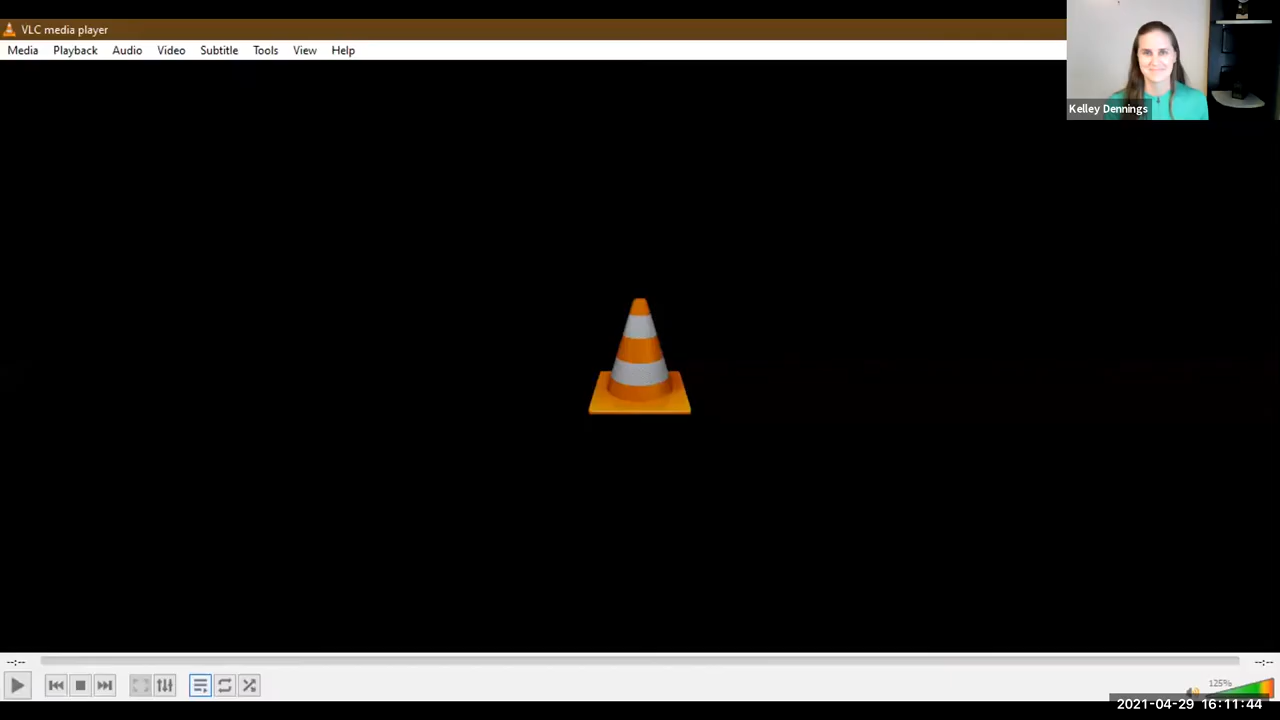 VLC media player
Media Playback Audio Video Subtitle Tools View Help
Kelley Dennings
--:-- --:--
125%
2021-04-29 16:11:44